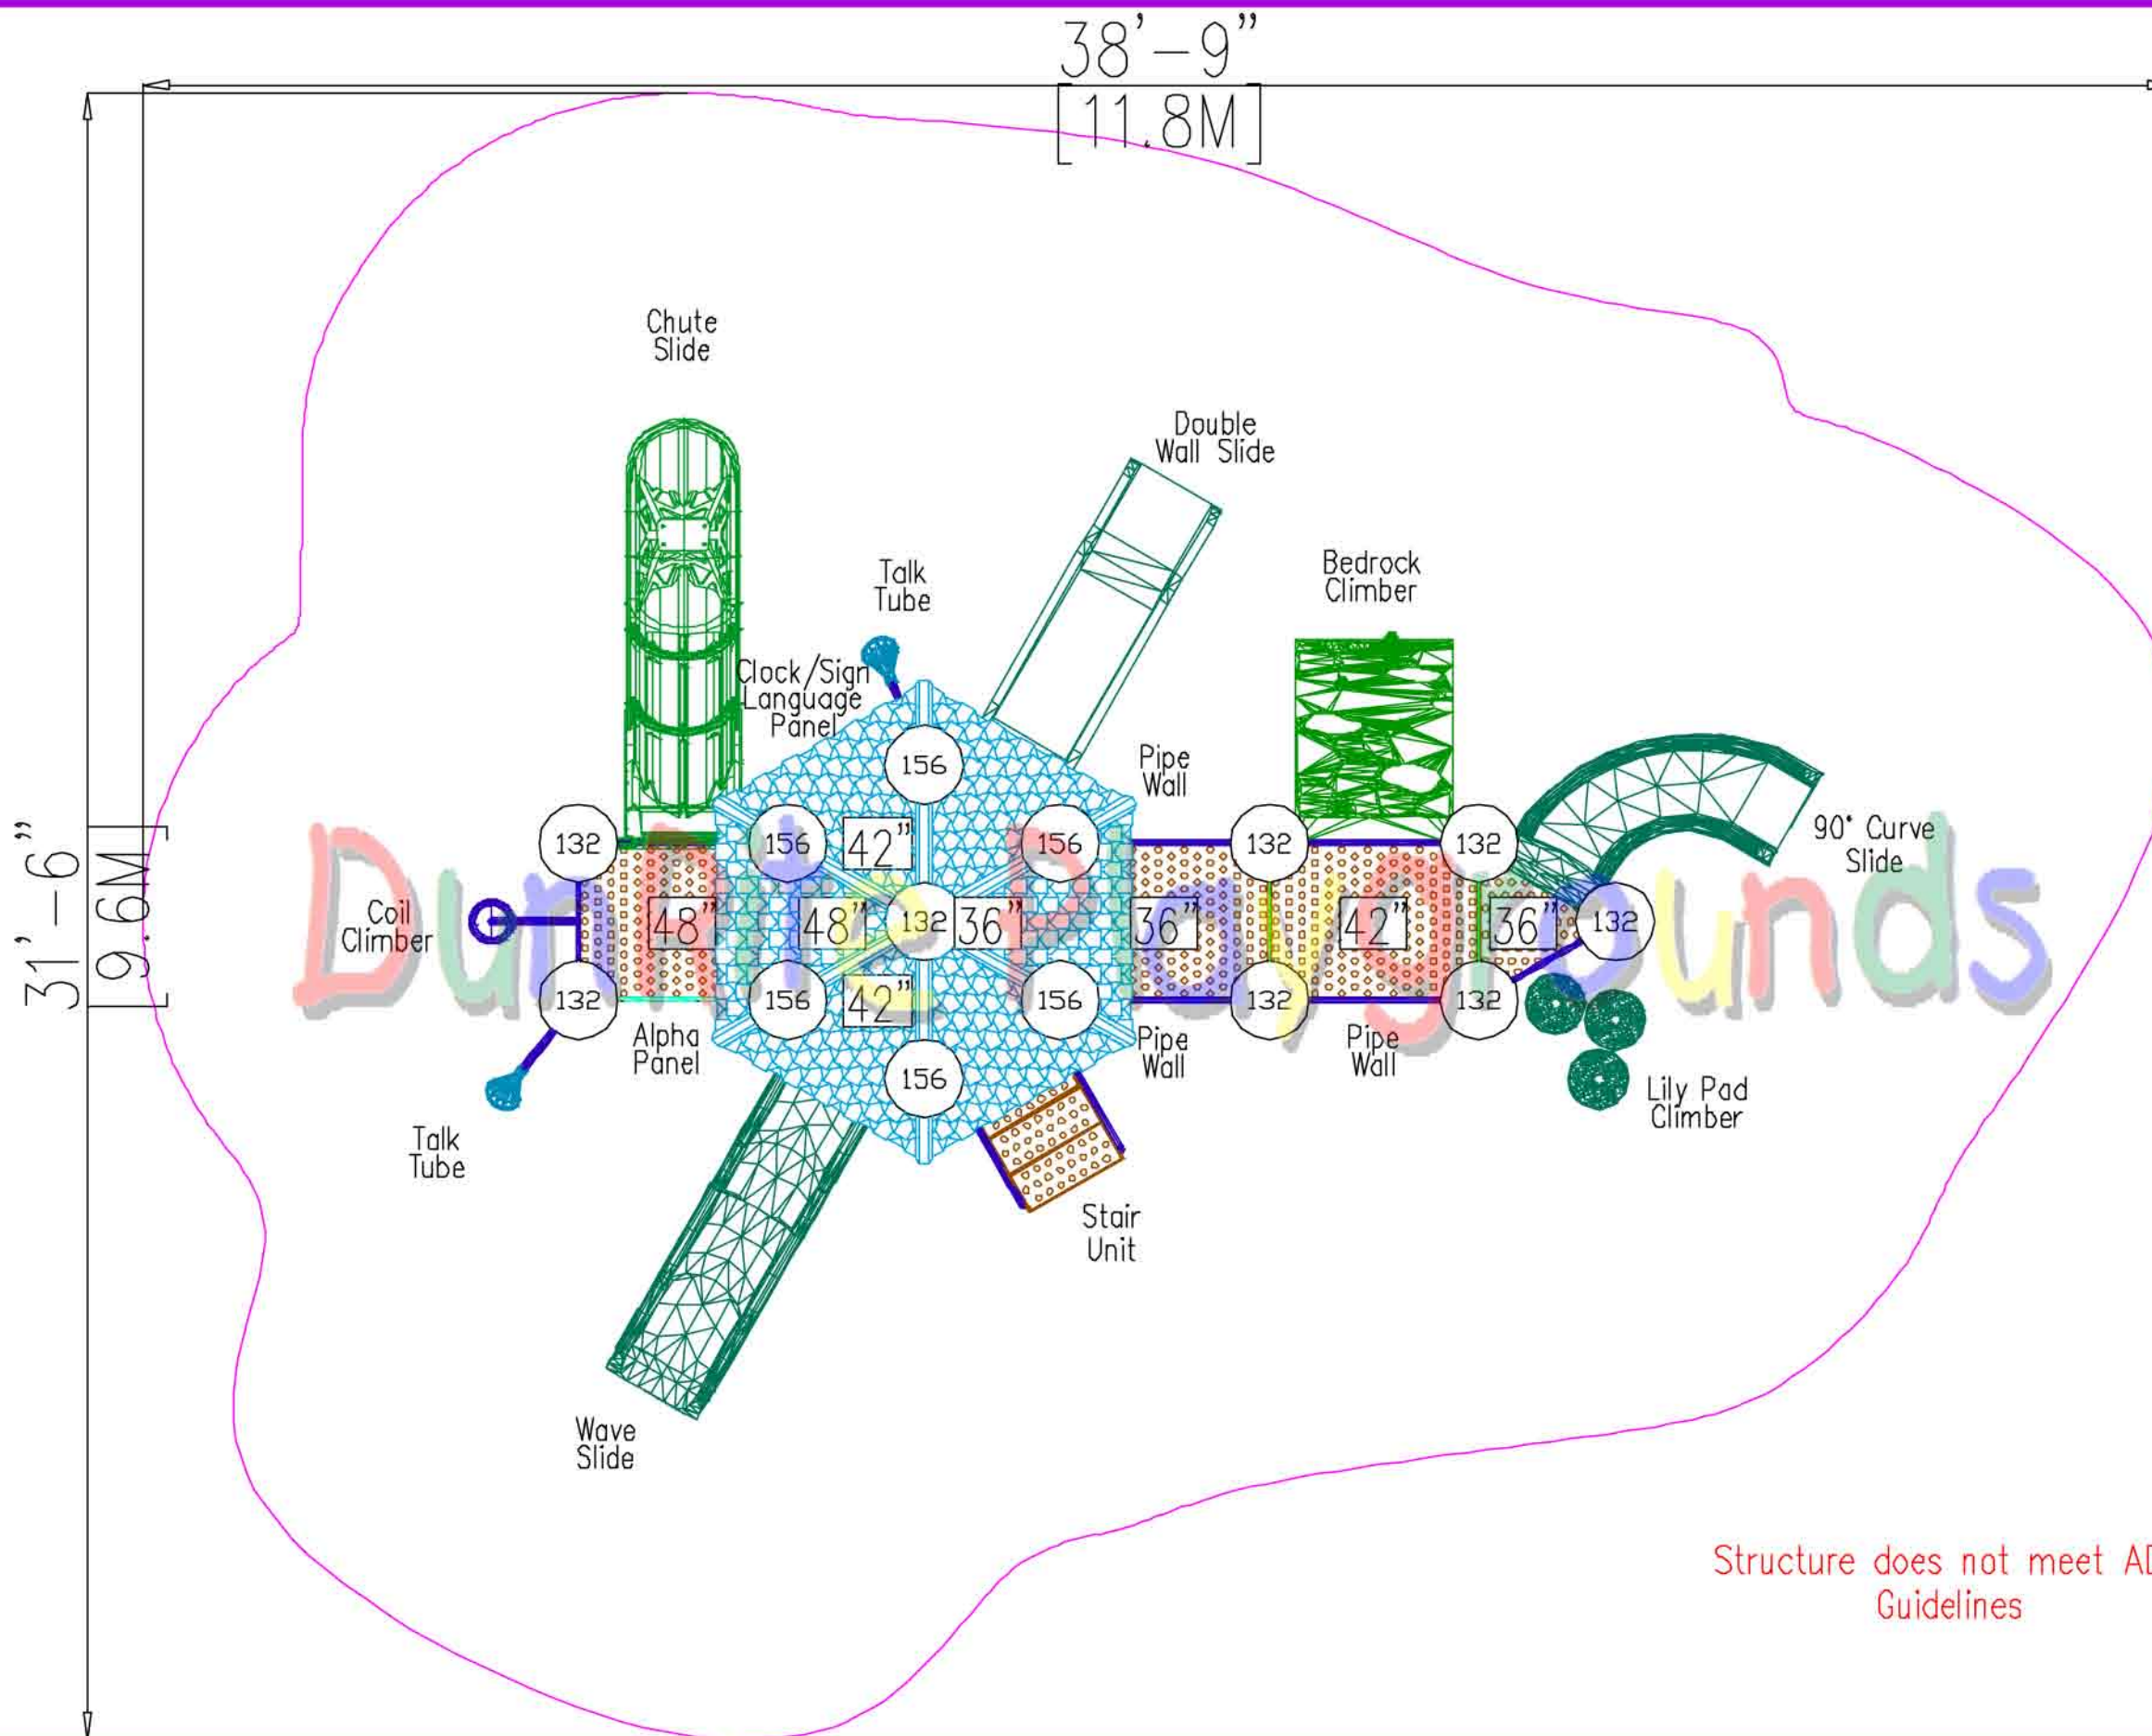 38'-9"
[11.8M]
31'-6"
9.6M
Chute
Slide
Double
Wall Slide
Talk
Tube
Bedrock
Climber
Clock/Sign
Language
Panel
Pipe
Wall
156
132
156
42"
156
132
132
90° Curve
Slide
Coil
Climber
48"
48"
132
36"
36"
42"
36"
132
Dunrite Playgrounds
132
156
42"
156
132
132
Alpha
Panel
Pipe
Wall
Pipe
Wall
156
Lily Pad
Climber
Talk
Tube
Stair
Unit
Wave
Slide
Structure does not meet
Guidelines